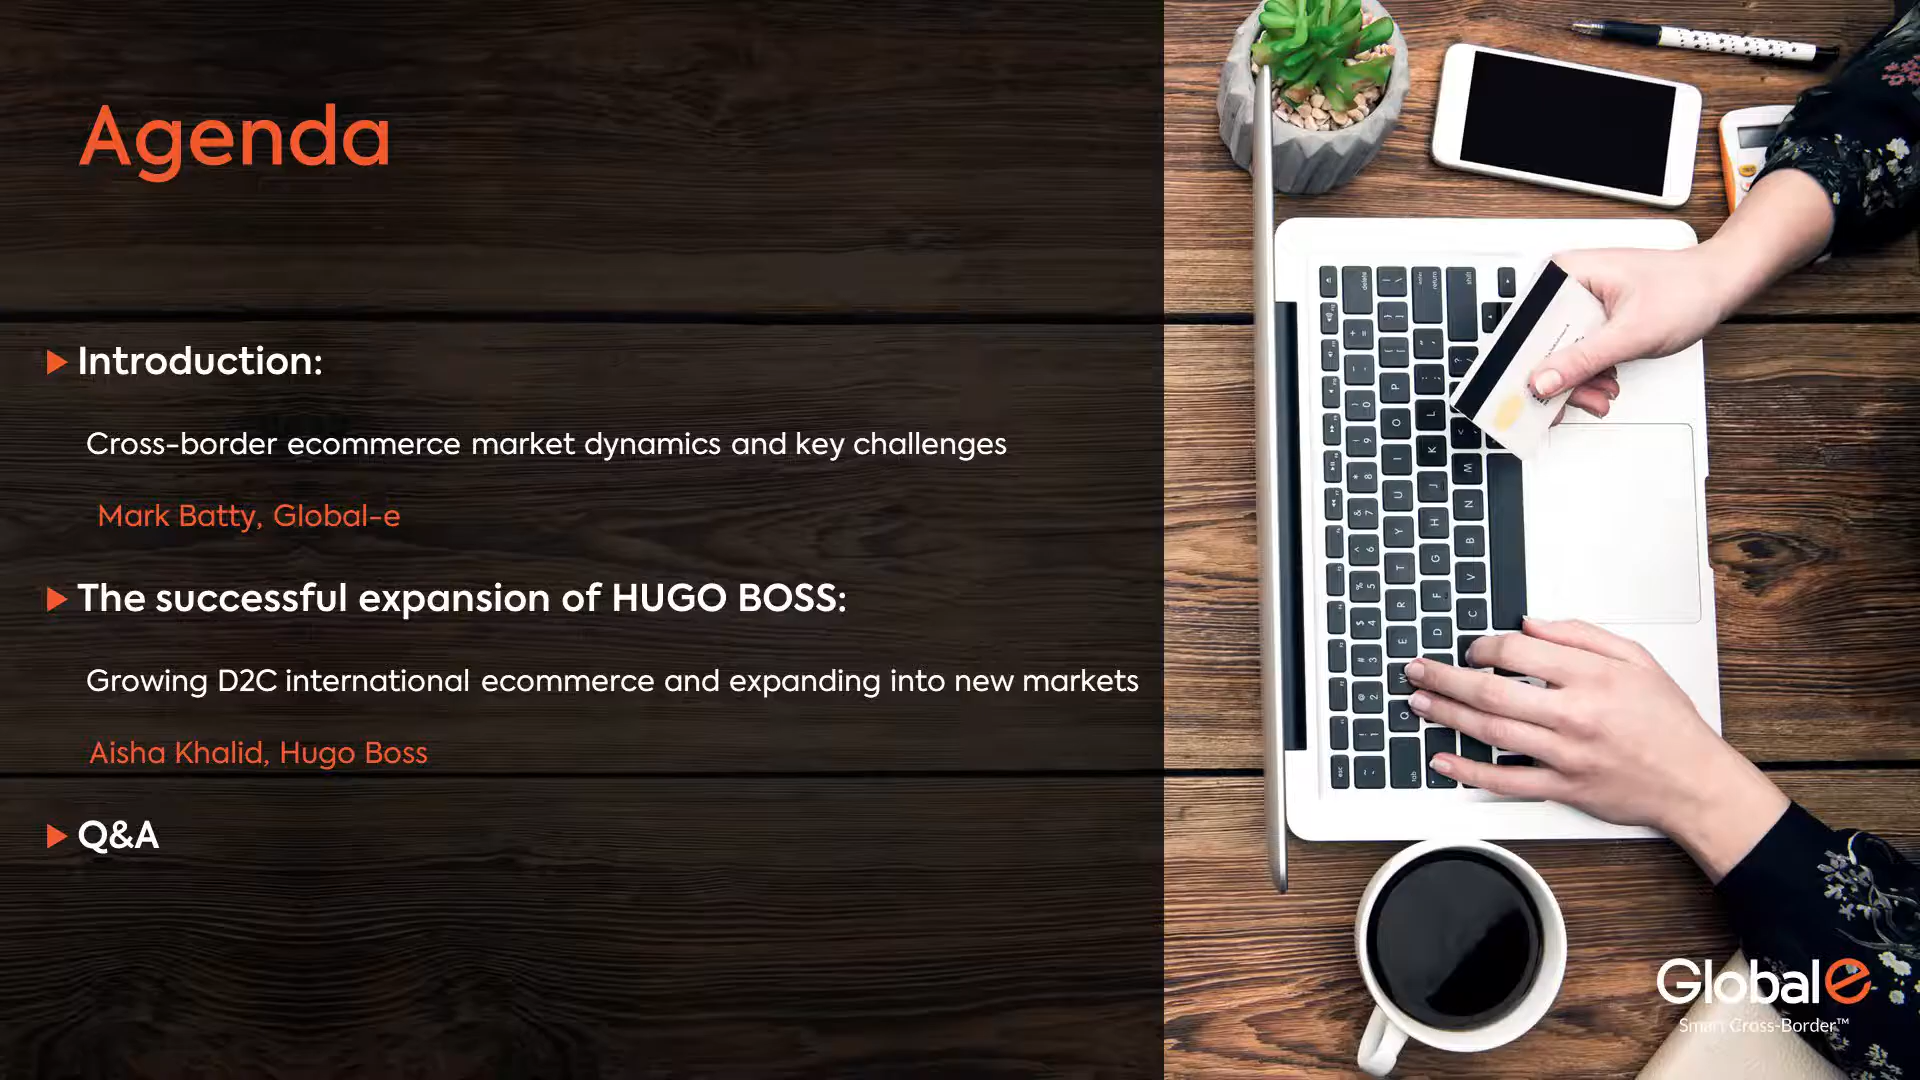 Agenda
Introduction:
Cross-border ecommerce market dynamics and key challenges
Mark Batty, Global-e
The successful expansion of HUGO BOSS:
Growing D2C international ecommerce and expanding into new markets
Aisha Khalid, Hugo Boss
Q&A
Globale
Smart Cross-Border™